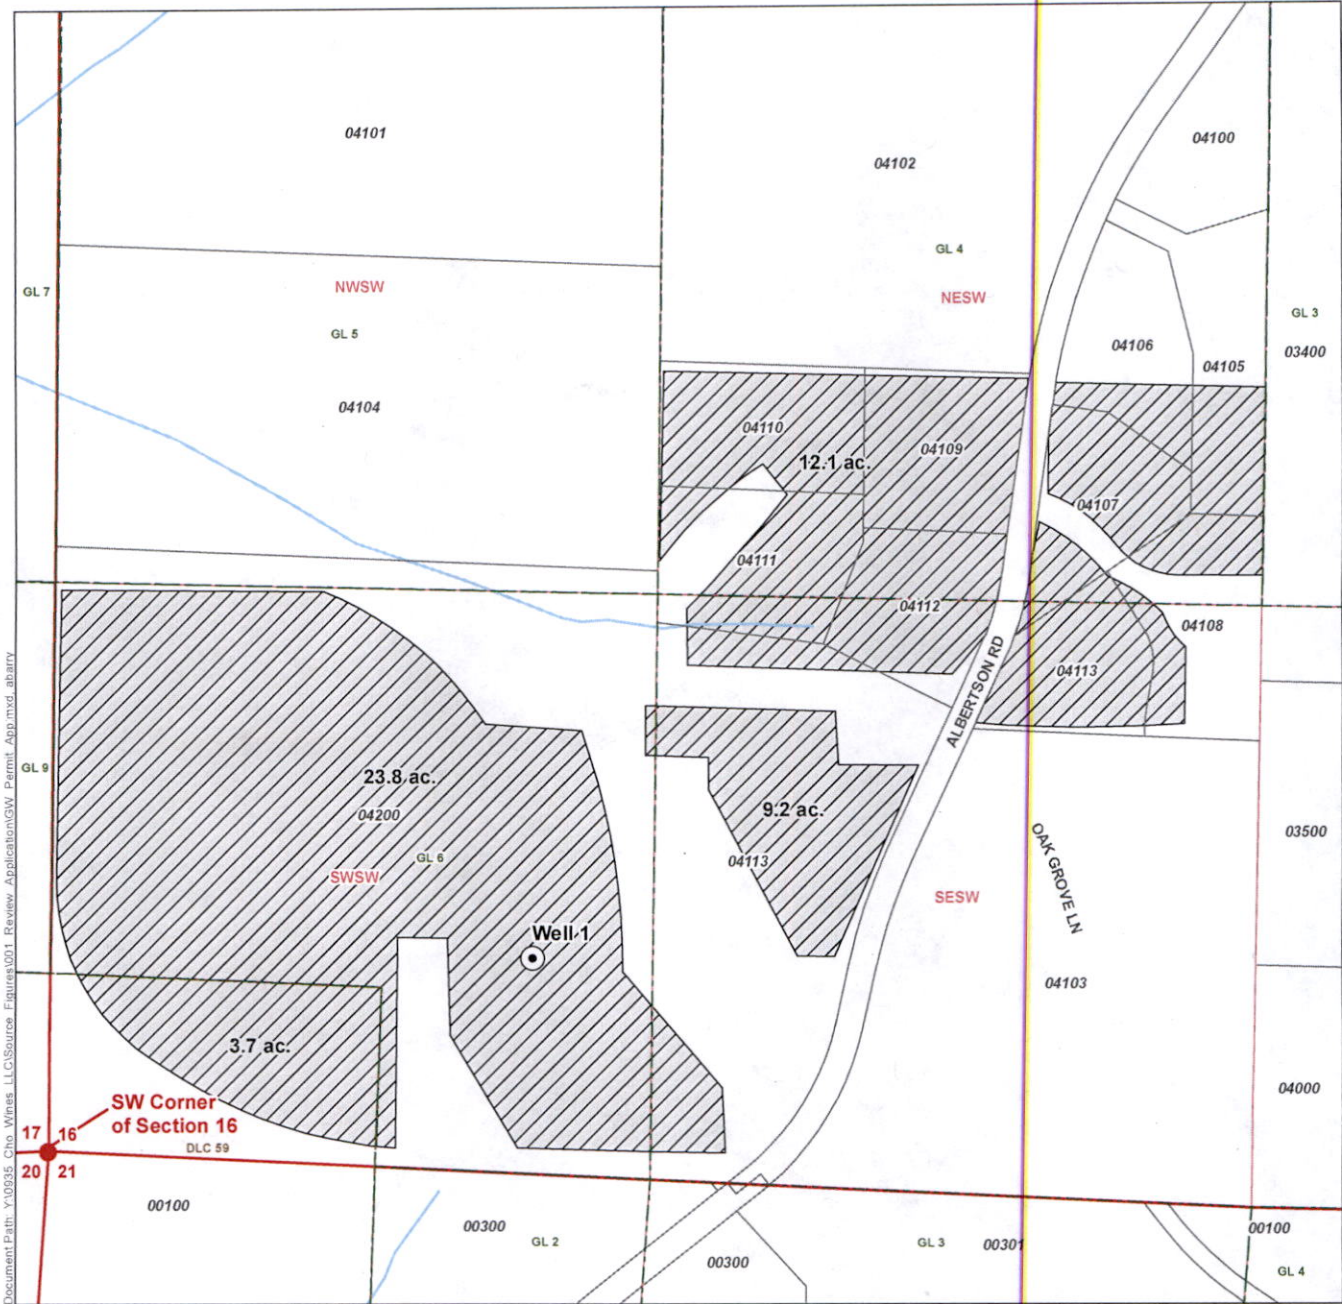 04101
04102
04100
GL 4
NWSW
GL 7
NESW
GL 3
GL 5
04106
03400
04105
04104
04110
04109
12.1 ac.
04107
04111
04112
04108
04113
ALBERTSON RD
23.8 ac.
GL 9
04200
9.2 ac.
OAK GROVE LN
03500
GL 6
04113
SWSW
SESW
Well 1
04103
3.7 ac.
04000
SW Corner
of Section 16
17 16
DLC 59
20 21
00100
00300
GL 2
00300
GL 3
00301
00100
GL 4
Document Path: Y:\0935_Cho_Wines_LLC\Source_Figures\001_Review_Application\GW_Permit_App.mxd, abarry